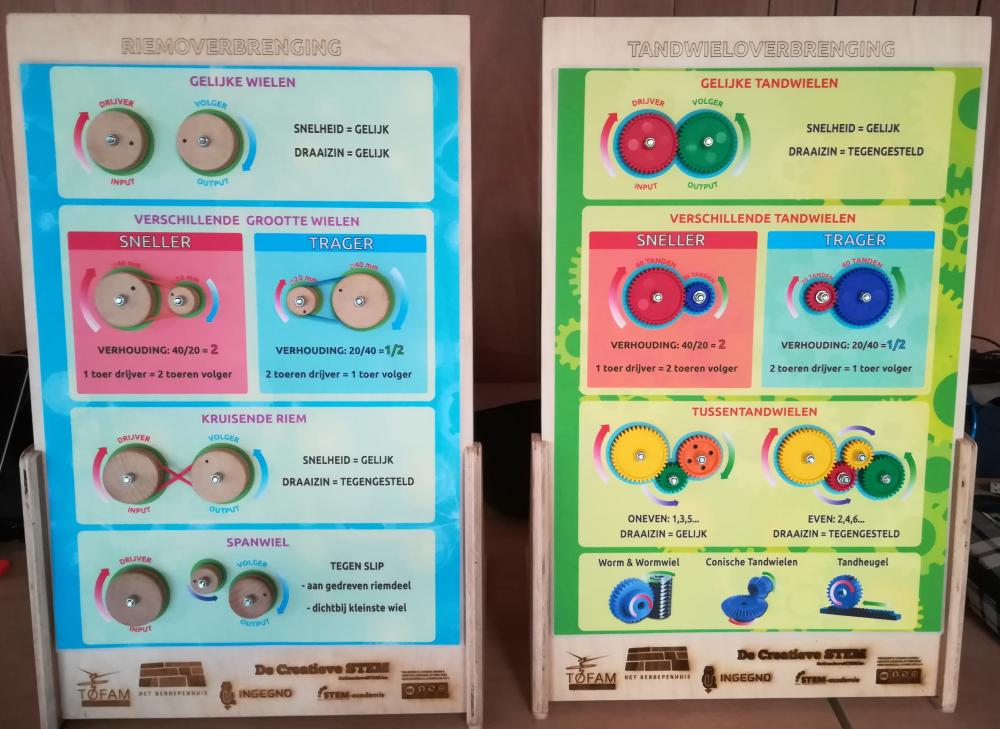 RIEMOVERBRENGING
GELIJKE WIELEN
DRIJVER
VOLGER
INPUT
OUTPUT
SNELHEID = GELIJK
DRAAIZIN = GELIJK
VERSCHILLENDE GROOTTE WIELEN
SNELLER
40 mm
VERHOUDING: 40/20 = 2
1 toer drijver = 2 toeren volger
TRAGER
20 mm
40 mm
VERHOUDING: 20/40 =1/2
2 toeren drijver = 1 toer volger
KRUISENDE RIEM
DRIJVER
VOLGER
INPUT
OUTPUT
SNELHEID = GELIJK
DRAAIZIN = TEGENGESTELD
SPANWIEL
DRIJVER
VOLGER
INPUT
OUTPUT
TEGEN SLIP
- aan gedreven riemdeel
- dichtbij kleinste wiel
TOFAM
HET BEROEPENHUIS
De Creatieve STEM
INGEGNO
STEM-academie
TANDWIELOVERBRENGING
GELIJKE TANDWIELEN
DRIJVER
VOLGER
INPUT
OUTPUT
SNELHEID = GELIJK
DRAAIZIN = TEGENGESTELD
VERSCHILLENDE TANDWIELEN
SNELLER
40 TANDEN
TANDEN
VERHOUDING: 40/20 = 2
1 toer drijver = 2 toeren volger
TRAGER
TANDEN
40 TANDEN
VERHOUDING: 20/40 =1/2
2 toeren drijver = 1 toer volger
TUSSENTANDWIELEN
ONEVEN: 1,3,5...
DRAAIZIN = GELIJK
EVEN: 2,4,6...
DRAAIZIN = TEGENGESTELD
Worm & Wormwiel
Conische Tandwielen
Tandheugel
TOFAM
HET BEROEPENHUIS
De Creatieve STEM
INGEGNO
STEM-academie